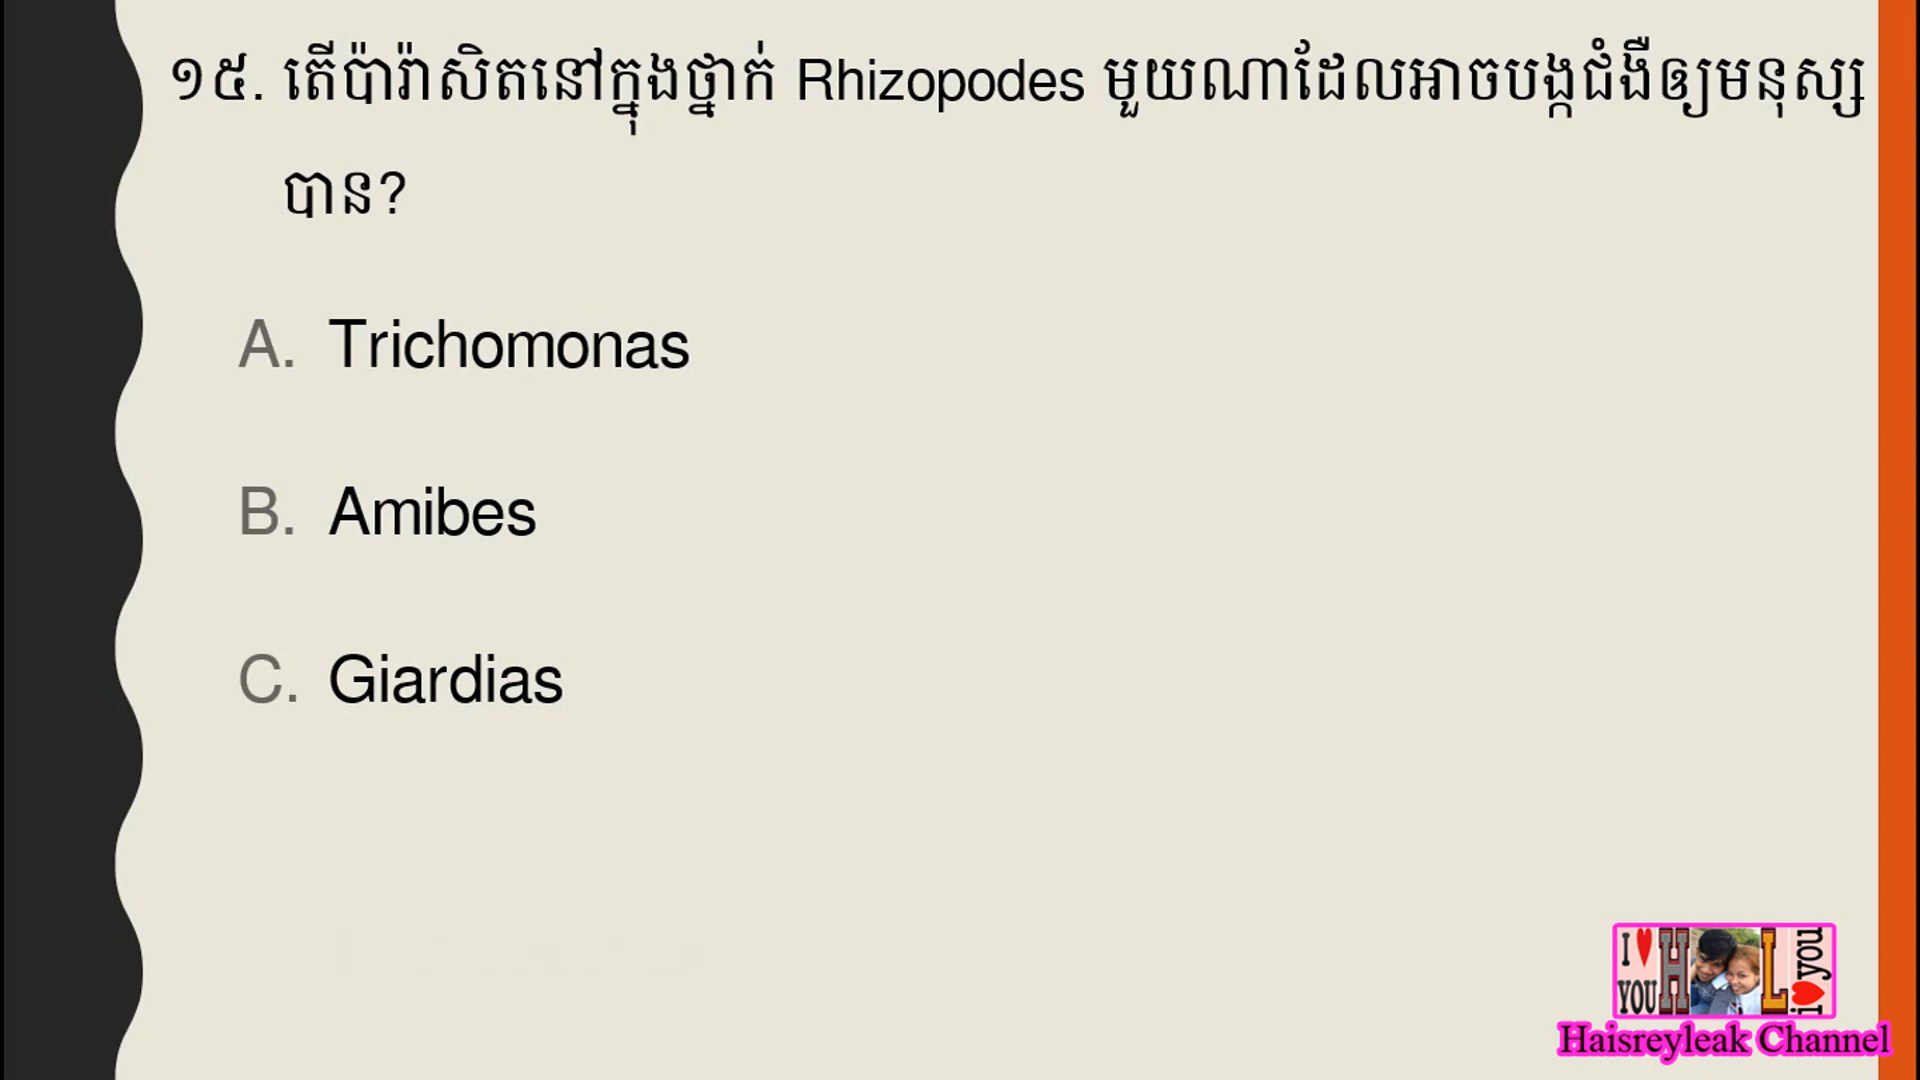 ១៥. តើប៉ារ៉ាសិតនៅក្នុងថ្នាក់ Rhizopodes មួយណាដែលអាចបង្កជំងឺឲ្យមនុស្ស
បាន?
A. Trichomonas
B. Amibes
C. Giardias
I ♥ YOU H L i ♥ you
Haisreyleak Channel